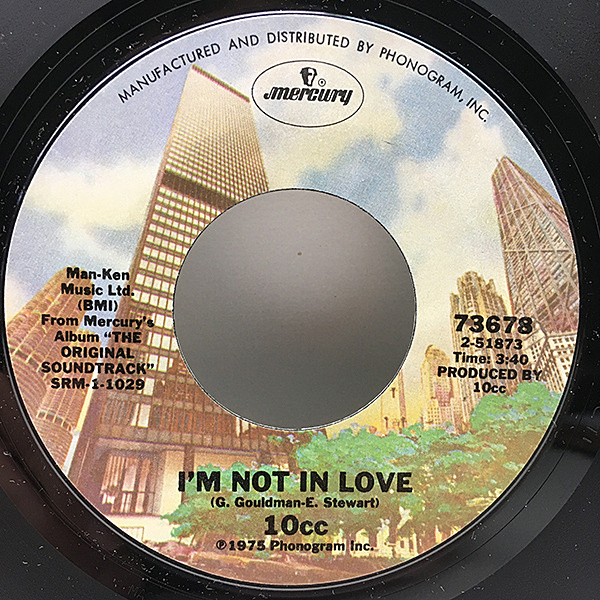 MANUFACTURED AND DISTRIBUTED BY PHONOGRAM, INC.
mercury
Man-Ken
Music Ltd.
(BMI)
From Mercury's
Album "THE
ORIGINAL
SOUNDTRACK"
SRM-1-1029
73678
2-51873
Time: 3:40
PRODUCED BY
10cc
I'M NOT IN LOVE
(G. Gouldman-E. Stewart)
10cc
℗1975 Phonogram Inc.